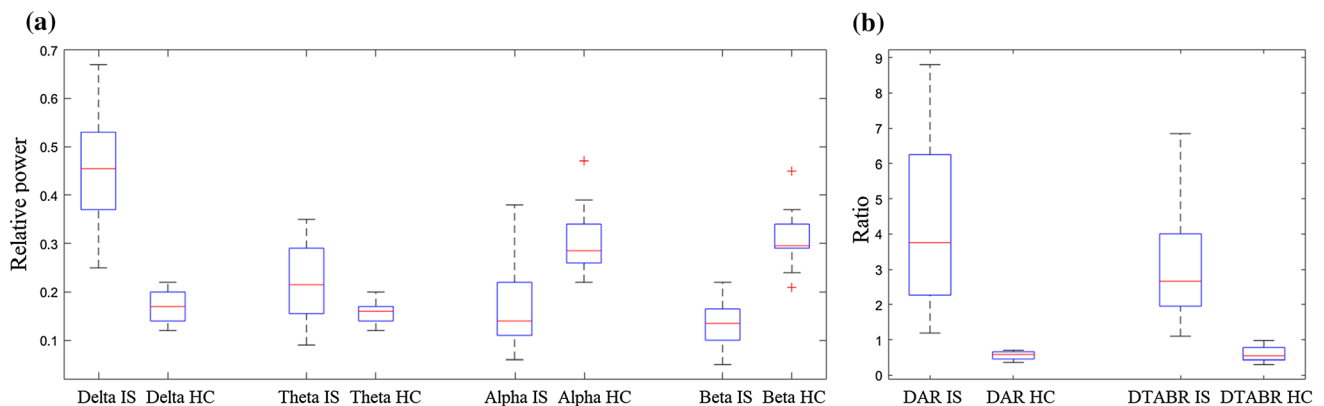 (a)
Relative power
0.7
0.6
0.5
0.4
0.3
0.2
0.1
Delta IS Delta HC Theta IS Theta HC Alpha IS Alpha HC Beta IS Beta HC
(b)
Ratio
9
8
7
6
5
4
3
2
1
0
DAR IS DAR HC DTABR IS DTABR HC